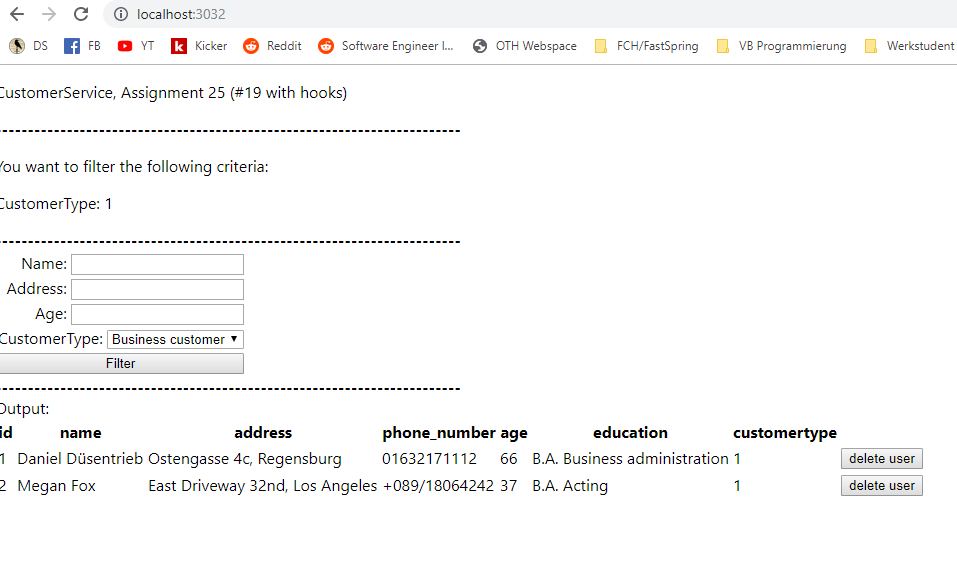 localhost:3032
DS FB YT Kicker Reddit Software Engineer I... OTH Webspace FCH/FastSpring VB Programmierung Werkstudent
CustomerService, Assignment 25 (#19 with hooks)
------------------------------------------------------------------------
You want to filter the following criteria:
CustomerType: 1
------------------------------------------------------------------------
Name:
Address:
Age:
CustomerType: Business customer
Filter
------------------------------------------------------------------------
Output:
id name address phone_number age education customertype
1 Daniel Düsentrieb Ostengasse 4c, Regensburg 01632171112 66 B.A. Business administration 1 delete user
2 Megan Fox East Driveway 32nd, Los Angeles +089/18064242 37 B.A. Acting 1 delete user